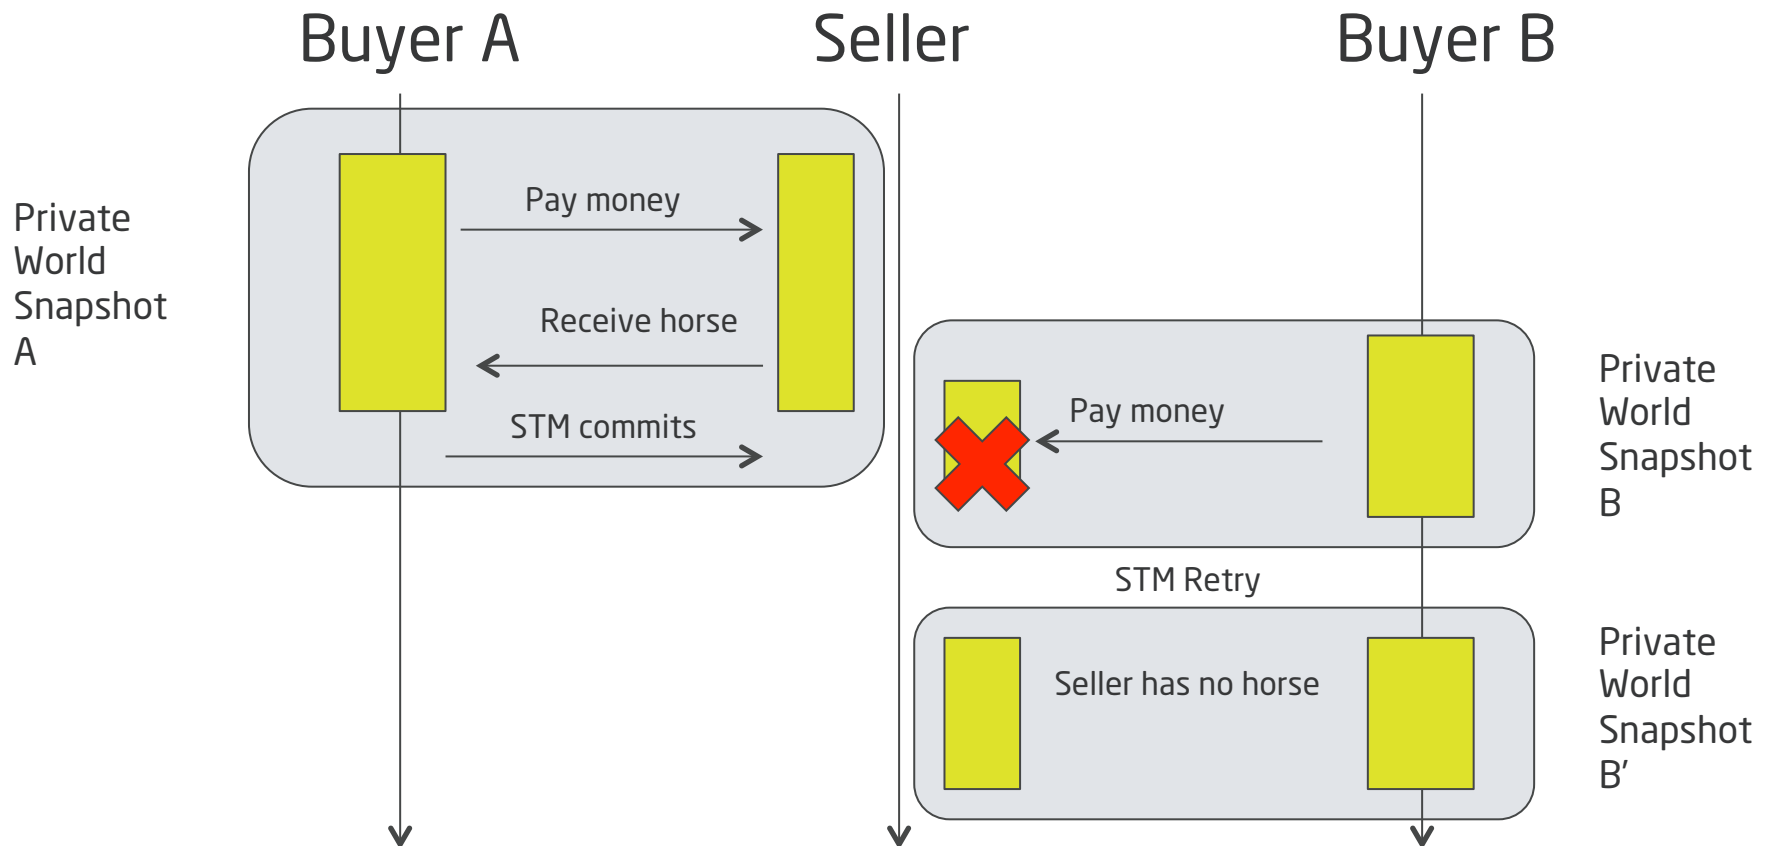 Buyer A
Seller
Buyer B
Private
World
Snapshot
A
Pay money
Receive horse
STM commits
Pay money
Private
World
Snapshot
B
STM Retry
Seller has no horse
Private
World
Snapshot
B’